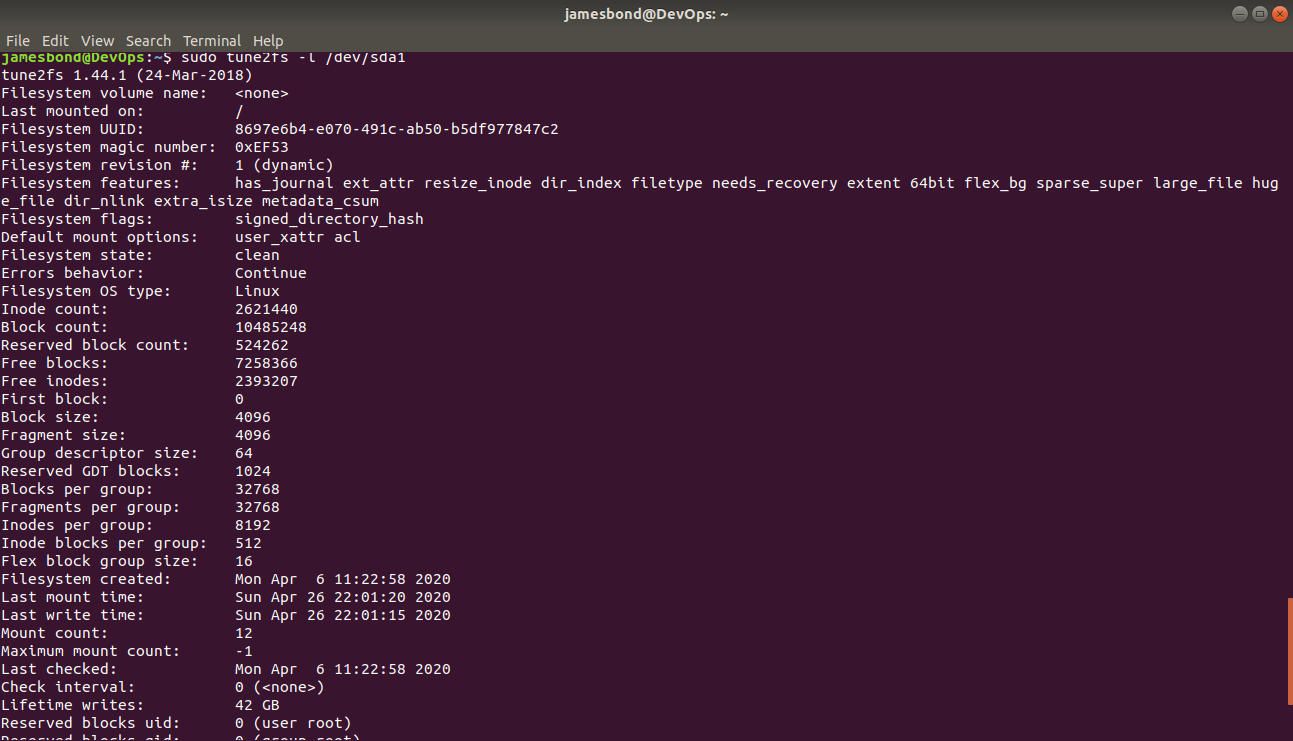 jamesbond@DevOps: ~
File Edit View Search Terminal Help
jamesbond@DevOps:~$ sudo tune2fs -l /dev/sda1
tune2fs 1.44.1 (24-Mar-2018)
Filesystem volume name:   <none>
Last mounted on:          /
Filesystem UUID:          8697e6b4-e070-491c-ab50-b5df977847c2
Filesystem magic number:  0xEF53
Filesystem revision #:    1 (dynamic)
Filesystem features:      has_journal ext_attr resize_inode dir_index filetype needs_recovery extent 64bit flex_bg sparse_super large_file hug
e_file dir_nlink extra_isize metadata_csum
Filesystem flags:         signed_directory_hash
Default mount options:    user_xattr acl
Filesystem state:         clean
Errors behavior:          Continue
Filesystem OS type:       Linux
Inode count:              2621440
Block count:              10485248
Reserved block count:     524262
Free blocks:              7258366
Free inodes:              2393207
First block:              0
Block size:               4096
Fragment size:            4096
Group descriptor size:    64
Reserved GDT blocks:      1024
Blocks per group:         32768
Fragments per group:      32768
Inodes per group:         8192
Inode blocks per group:   512
Flex block group size:    16
Filesystem created:       Mon Apr  6 11:22:58 2020
Last mount time:          Sun Apr 26 22:01:20 2020
Last write time:          Sun Apr 26 22:01:15 2020
Mount count:              12
Maximum mount count:      -1
Last checked:             Mon Apr  6 11:22:58 2020
Check interval:           0 (<none>)
Lifetime writes:          42 GB
Reserved blocks uid:      0 (user root)
Reserved blocks gid:      0 (group root)